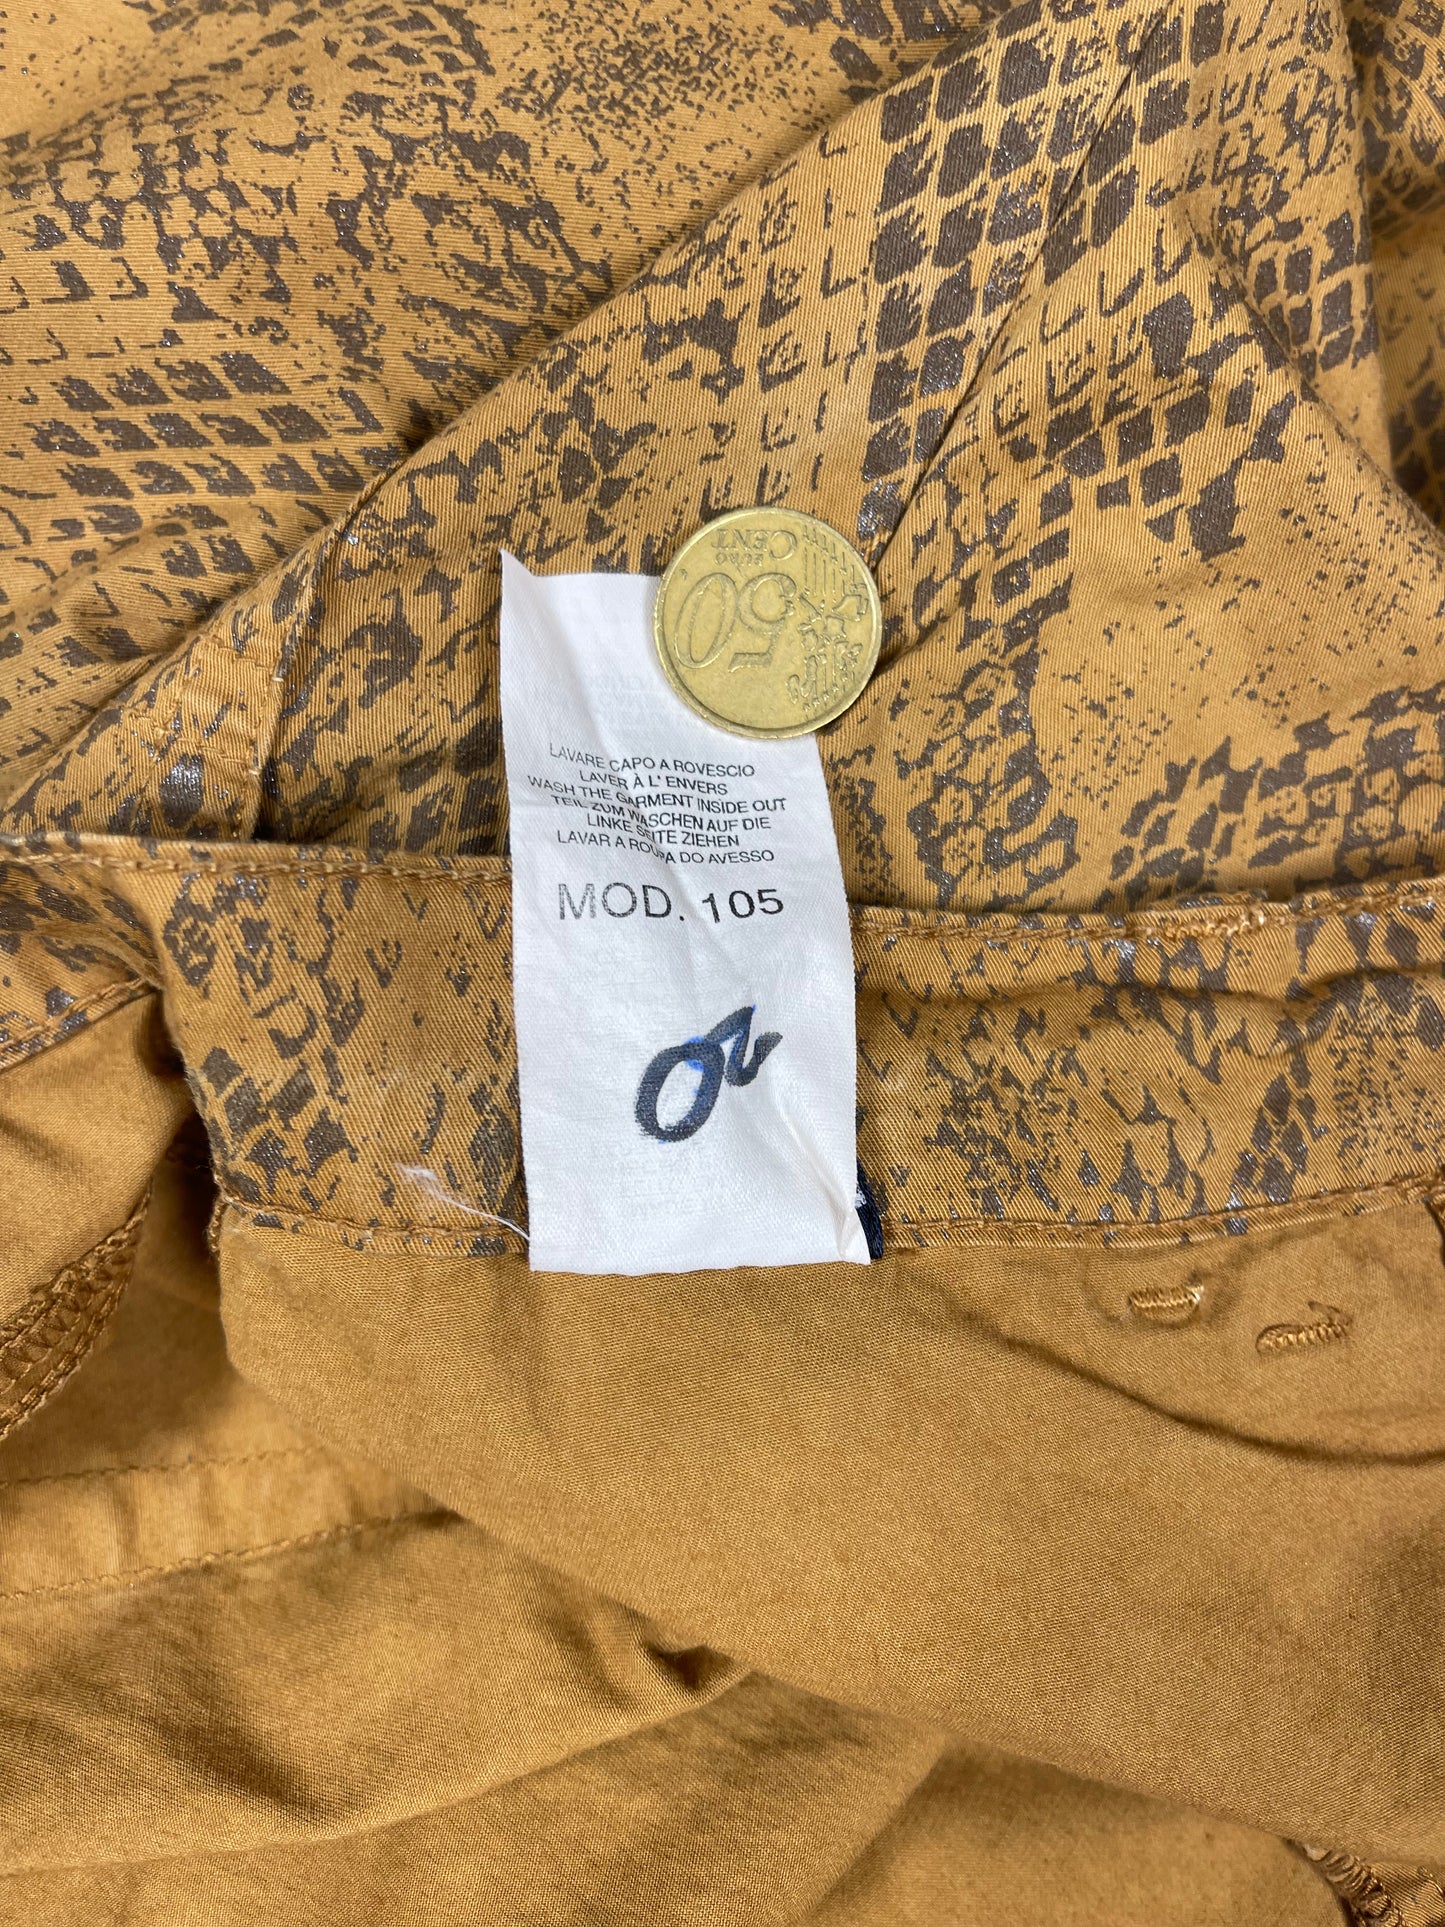 50
EURO
CENT
LAVARE CAPO A ROVESCIO
LAVER À L' ENVERS
WASH THE GARMENT INSIDE OUT
TEIL ZUM WASCHEN AUF DIE
LINKE SEITE ZIEHEN
LAVAR A ROUPA DO AVESSO
MOD. 105